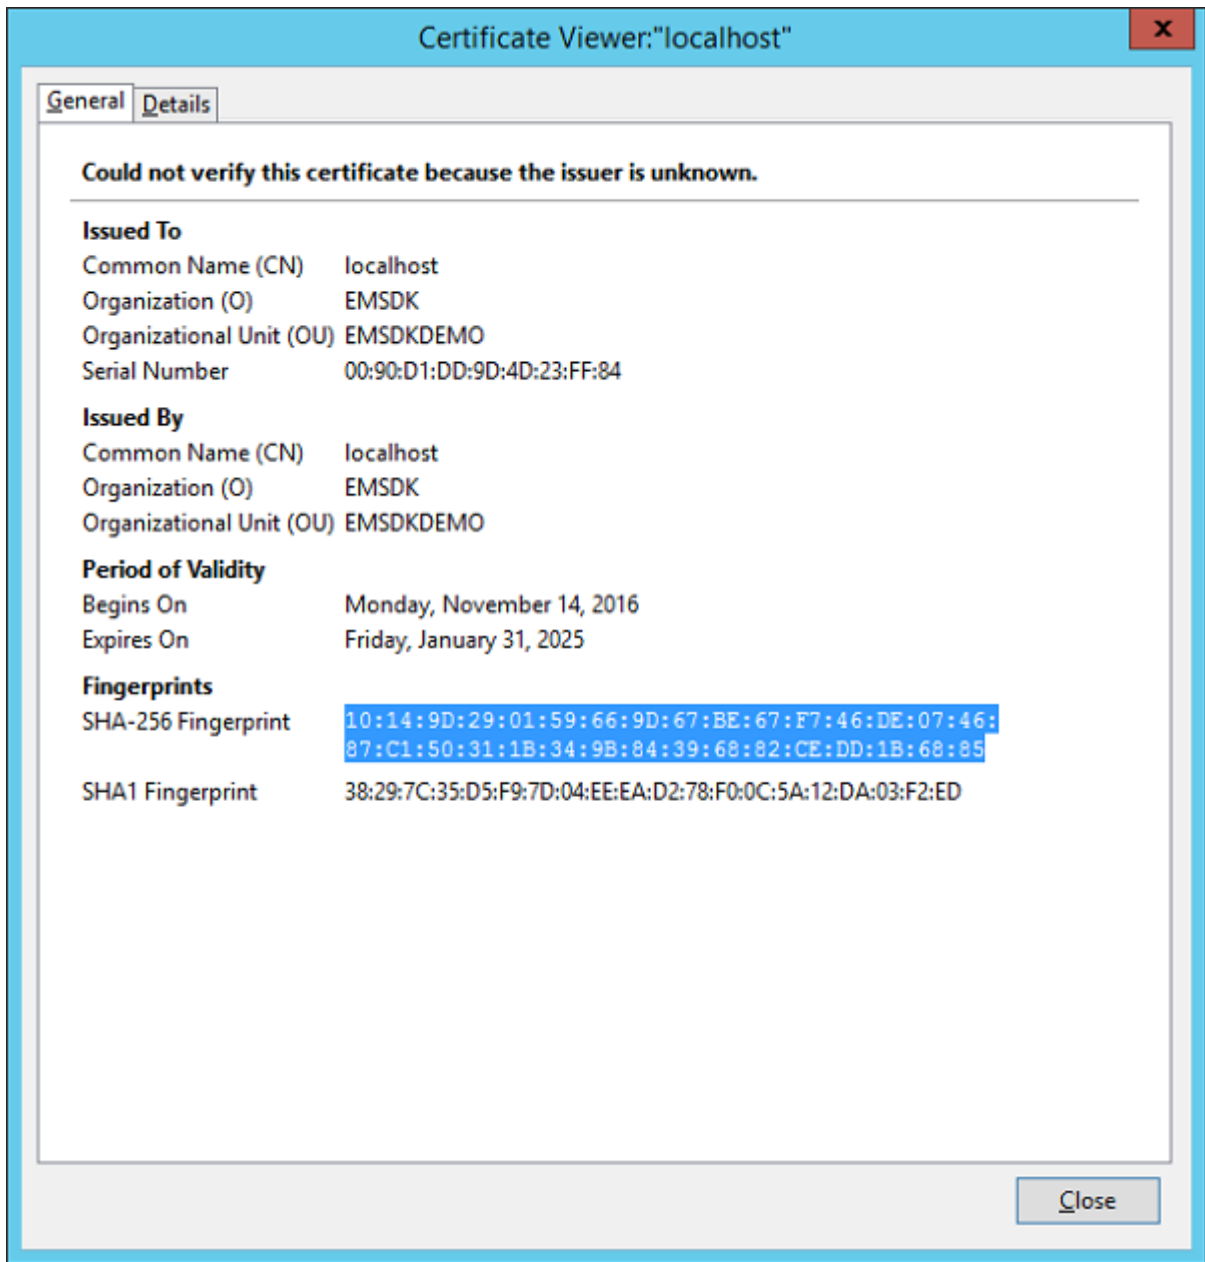 Certificate Viewer:"localhost"
x
General Details
Could not verify this certificate because the issuer is unknown.
Issued To
Common Name (CN) localhost
Organization (O) EMSDK
Organizational Unit (OU) EMSDKDEMO
Serial Number 00:90:D1:DD:9D:4D:23:FF:84
Issued By
Common Name (CN) localhost
Organization (O) EMSDK
Organizational Unit (OU) EMSDKDEMO
Period of Validity
Begins On Monday, November 14, 2016
Expires On Friday, January 31, 2025
Fingerprints
SHA-256 Fingerprint 10:14:9D:29:01:59:66:9D:67:BE:67:F7:46:DE:07:46:
87:C1:50:31:1B:34:9B:84:39:68:82:CE:DD:1B:68:85
SHA1 Fingerprint 38:29:7C:35:D5:F9:7D:04:EE:EA:D2:78:F0:0C:5A:12:DA:03:F2:ED
Close